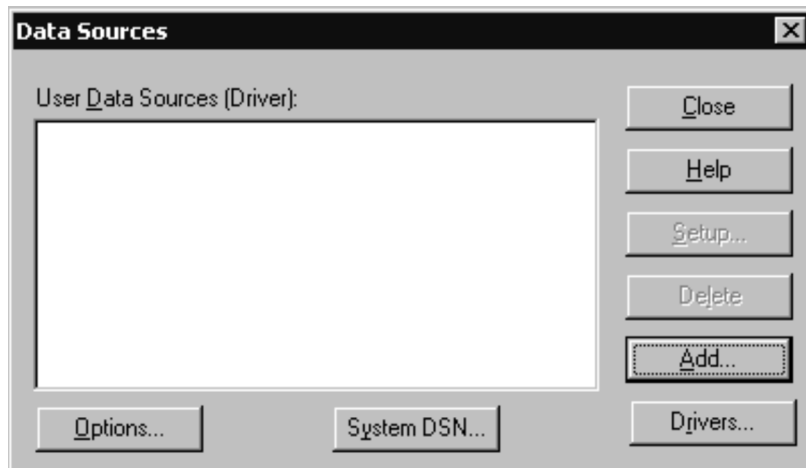 Data Sources
User Data Sources (Driver):
Close
Help
Setup...
Delete
Add...
Options...
System DSN...
Drivers...